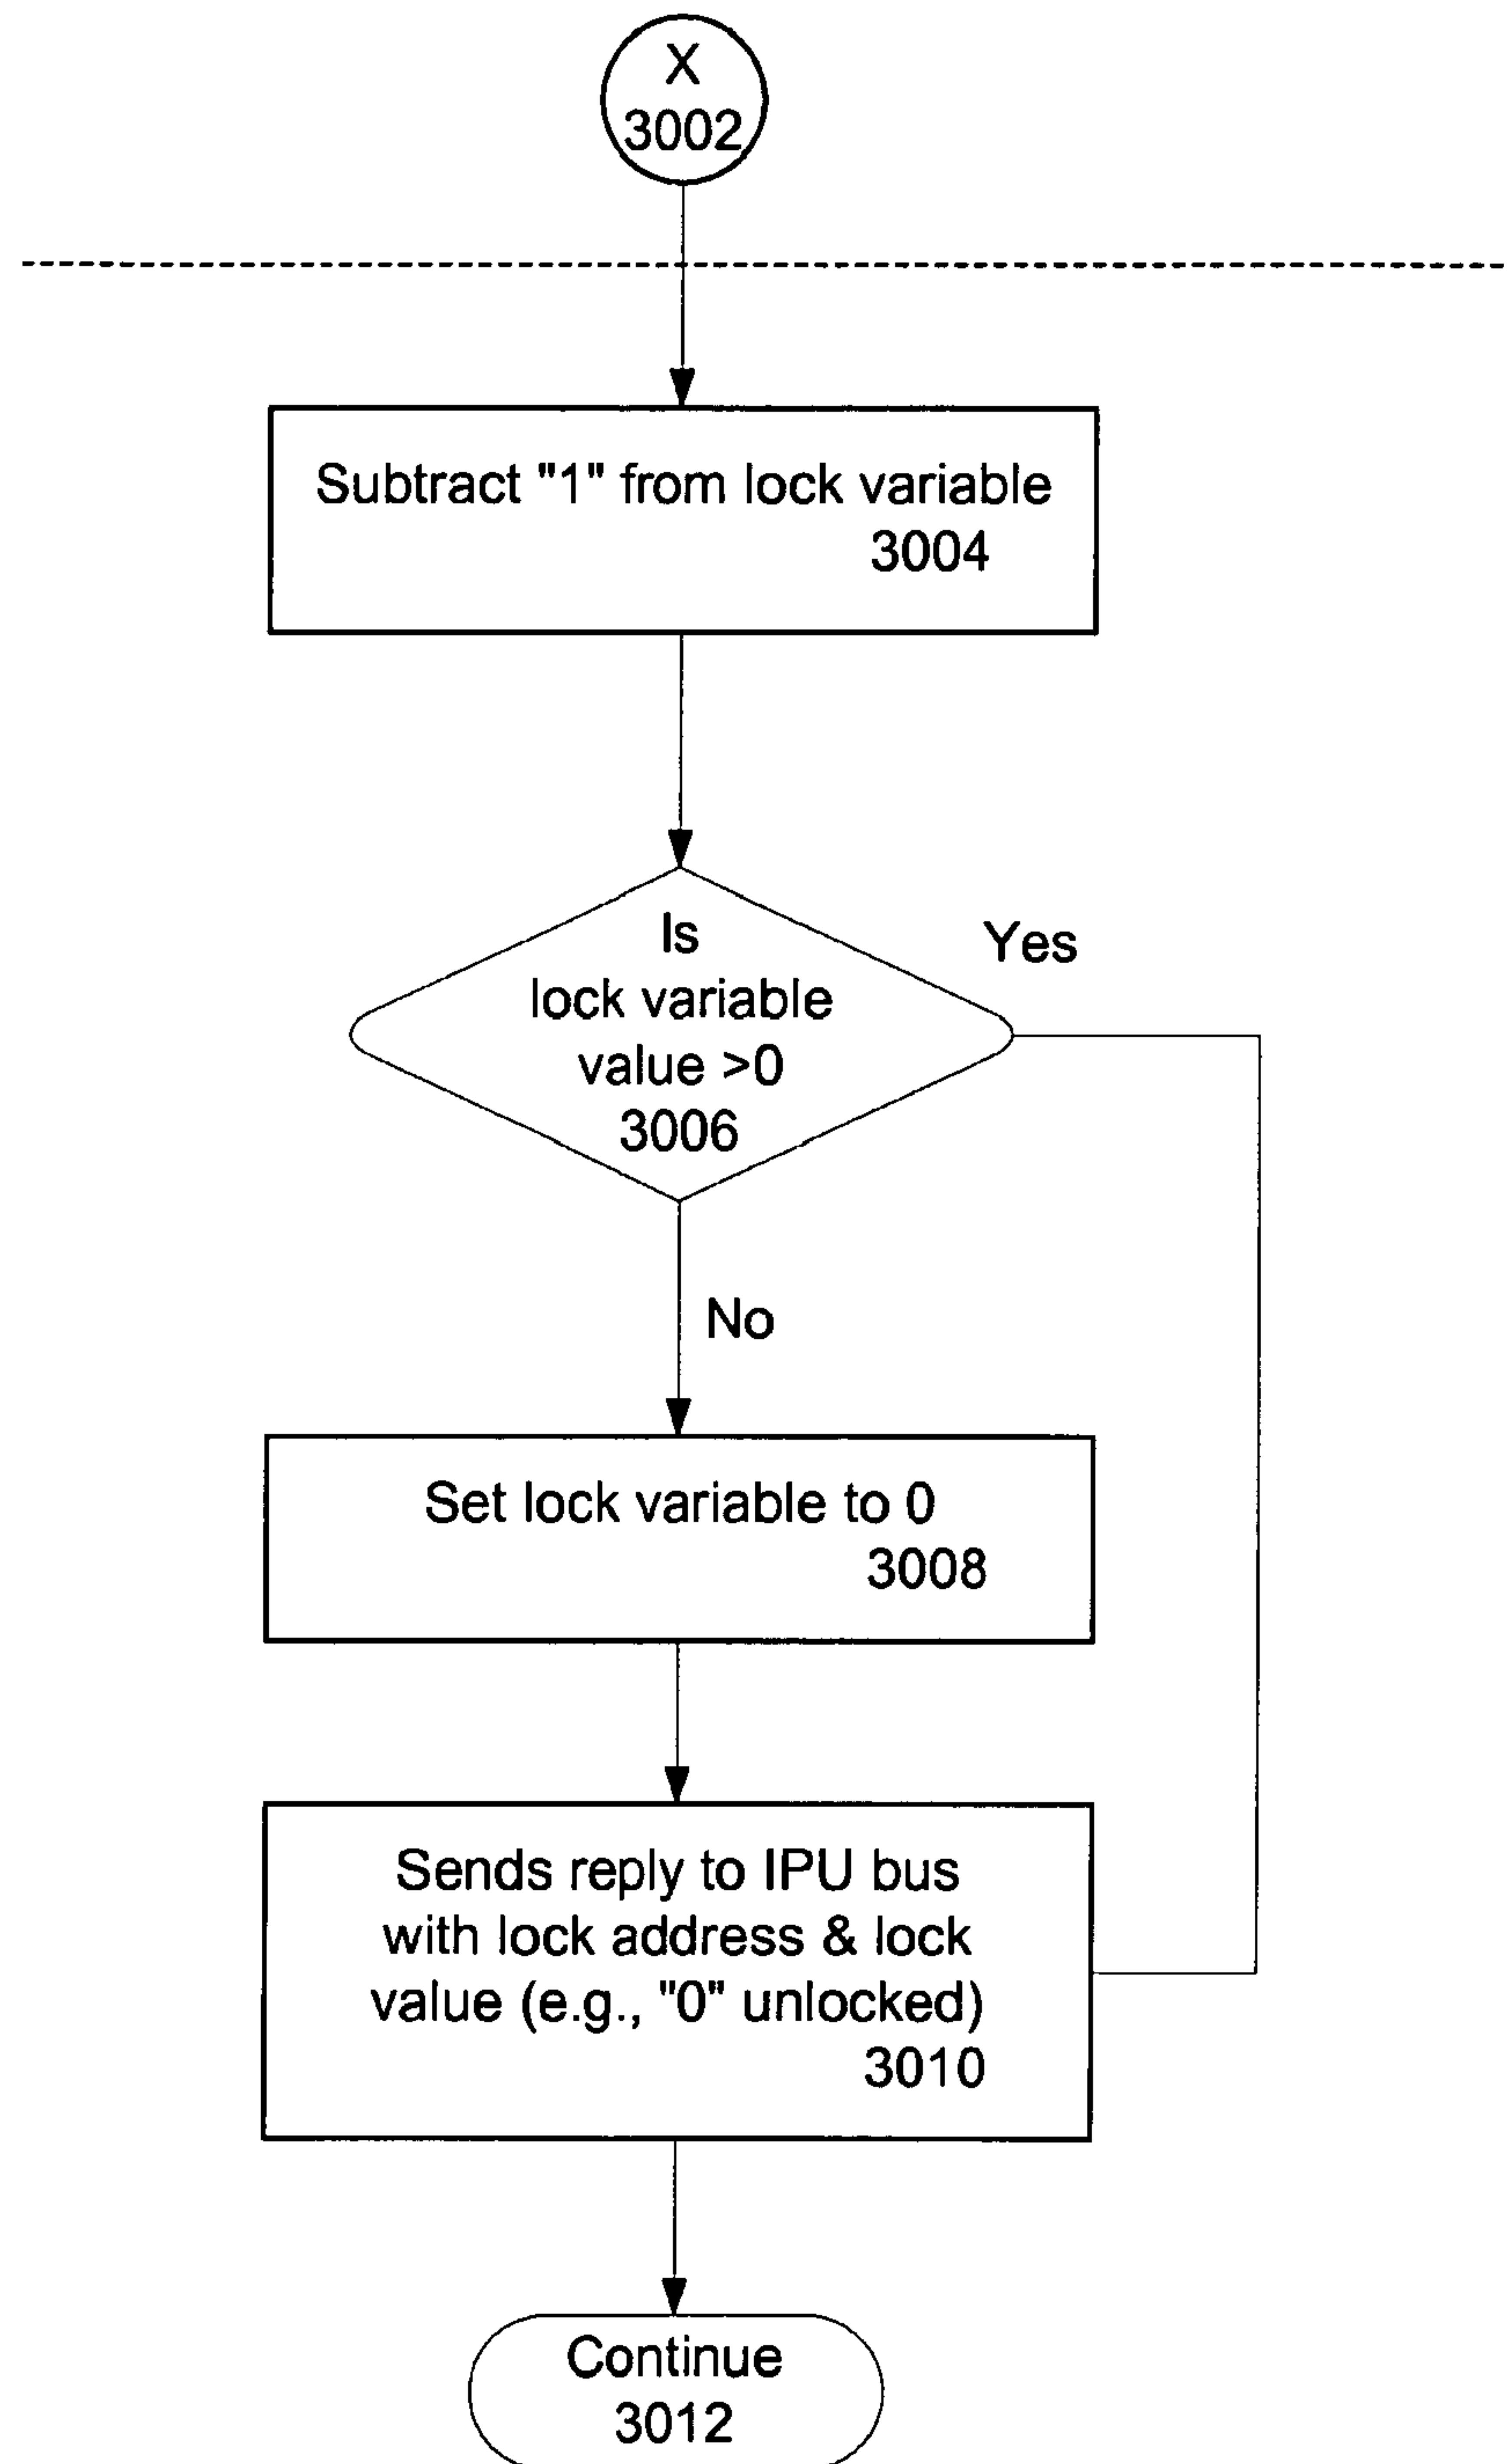 X
3002
Subtract "1" from lock variable
3004
Is
lock variable
value >0
3006
Yes
No
Set lock variable to 0
3008
Sends reply to IPU bus
with lock address & lock
value (e.g., "0" unlocked)
3010
Continue
3012